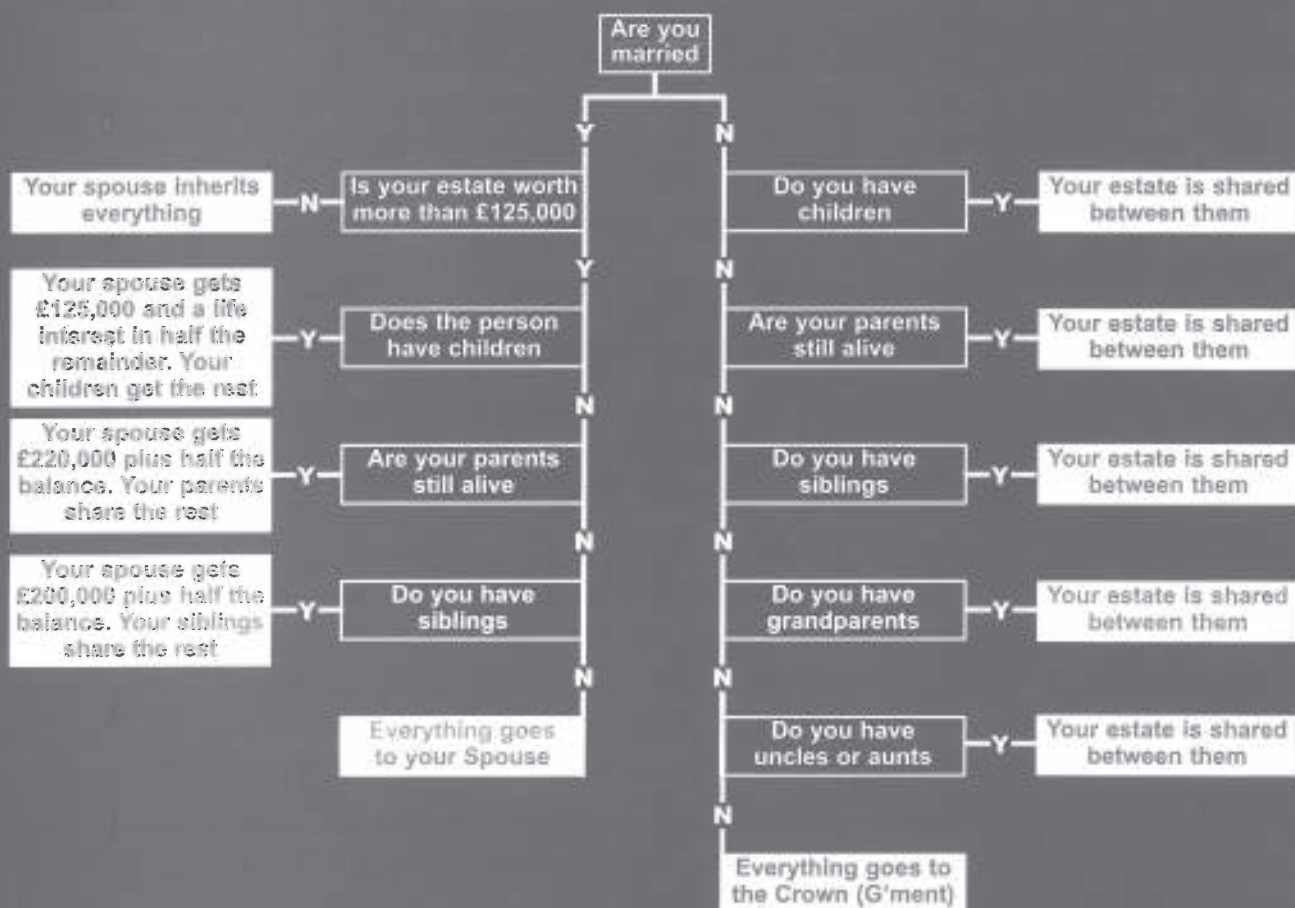 Are you
married
Y
N
Your spouse inherits
everything
N
Is your estate worth
more than £125,000
Do you have
children
Y
Your estate is shared
between them
Y
N
Your spouse gets
£125,000 and a life
interest in half the
remainder. Your
children get the rest
Y
Does the person
have children
Are your parents
still alive
Y
Your estate is shared
between them
N
N
Your spouse gets
£220,000 plus half the
balance. Your parents
share the rest
Y
Are your parents
still alive
Do you have
siblings
Y
Your estate is shared
between them
N
N
Your spouse gets
£200,000 plus half the
balance. Your siblings
share the rest
Y
Do you have
siblings
Do you have
grandparents
Y
Your estate is shared
between them
N
N
Everything goes
to your Spouse
Do you have
uncles or aunts
Y
Your estate is shared
between them
N
Everything goes to
the Crown (G'ment)